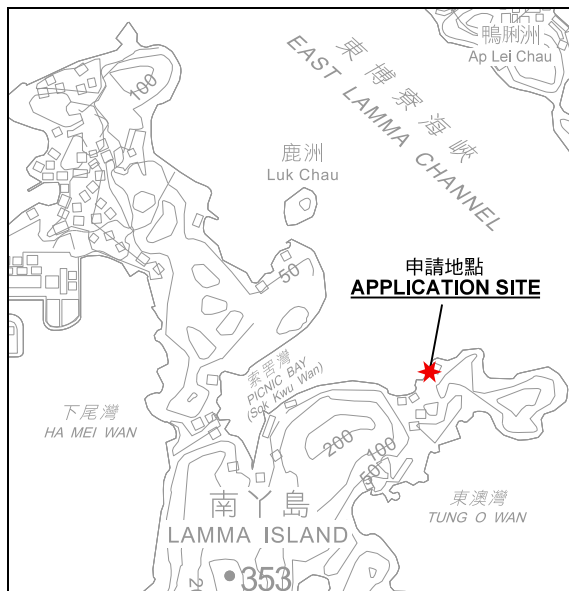 鴨脷洲
Ap Lei Chau
東博寮海峽
EAST LAMMA CHANNEL
100
鹿洲
Luk Chau
50
申請地點
APPLICATION SITE
索罟灣
PICNIC BAY
(Sok Kwu Wan)
下尾灣
HA MEI WAN
200
100
50
東澳灣
TUNG O WAN
南丫島
LAMMA ISLAND
353